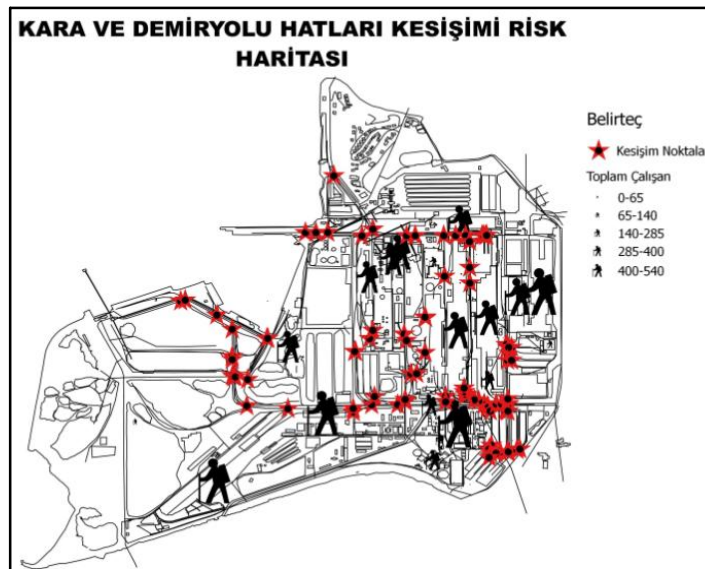 KARA VE DEMİRYOLU HATLARI KESİŞİMİ RİSK
HARİTASI
Belirteç
Kesişim Noktala
Toplam Çalışan
0-65
65-140
140-285
285-400
400-540